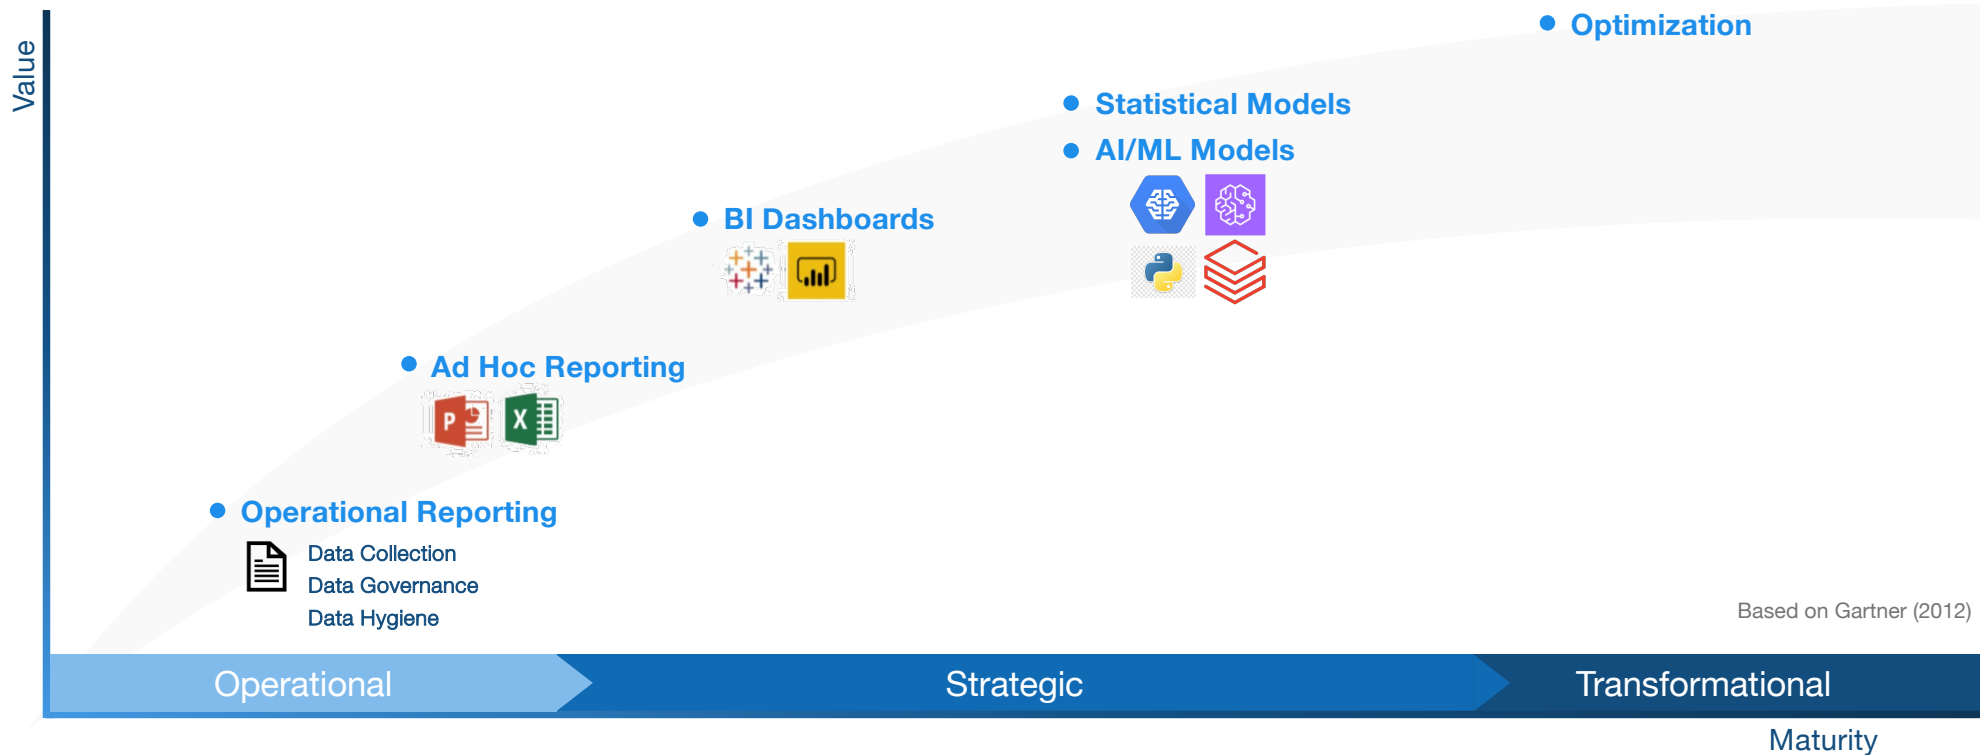 Value
Optimization
Statistical Models
AI/ML Models
BI Dashboards
Ad Hoc Reporting
P
X
Operational Reporting
Data Collection
Data Governance
Data Hygiene
Based on Gartner (2012)
Operational
Strategic
Transformational
Maturity